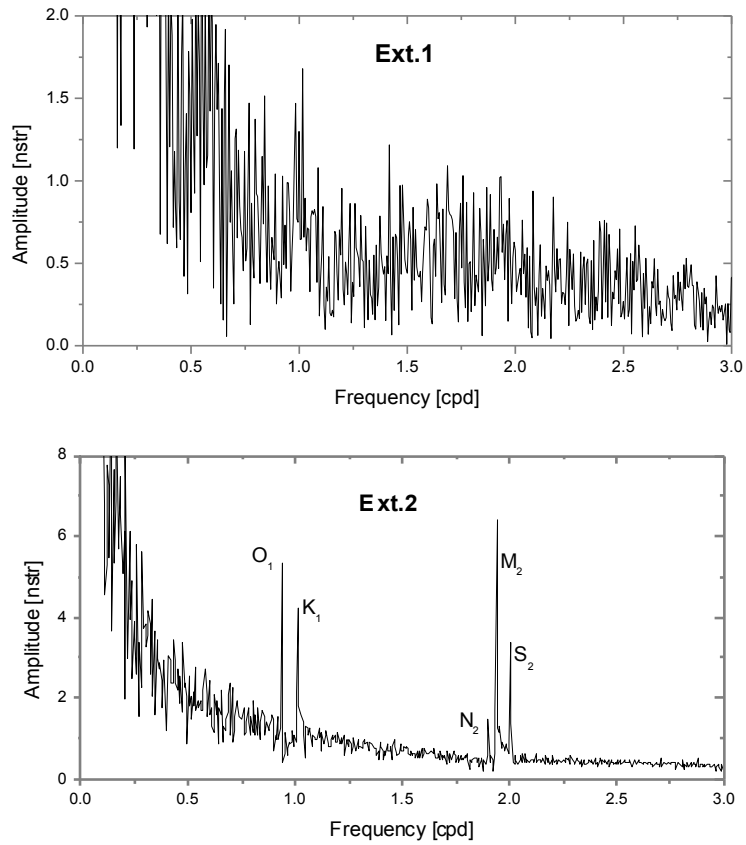 2.0
Ext.1
1.5
1.0
0.5
0.0
Amplitude [nstr]
0.0 0.5 1.0 1.5 2.0 2.5 3.0
Frequency [cpd]
8
Ext.2
6
O1
M2
4
K1
S2
2
N2
0
Amplitude [nstr]
0.0 0.5 1.0 1.5 2.0 2.5 3.0
Frequency [cpd]